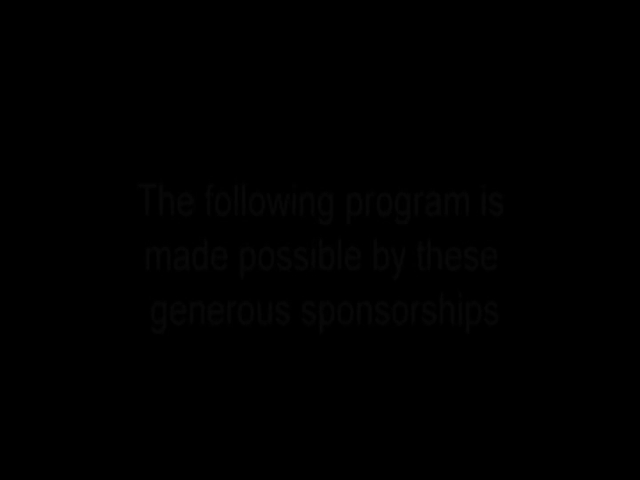 The following program is
made possible by these
generous sponsorships